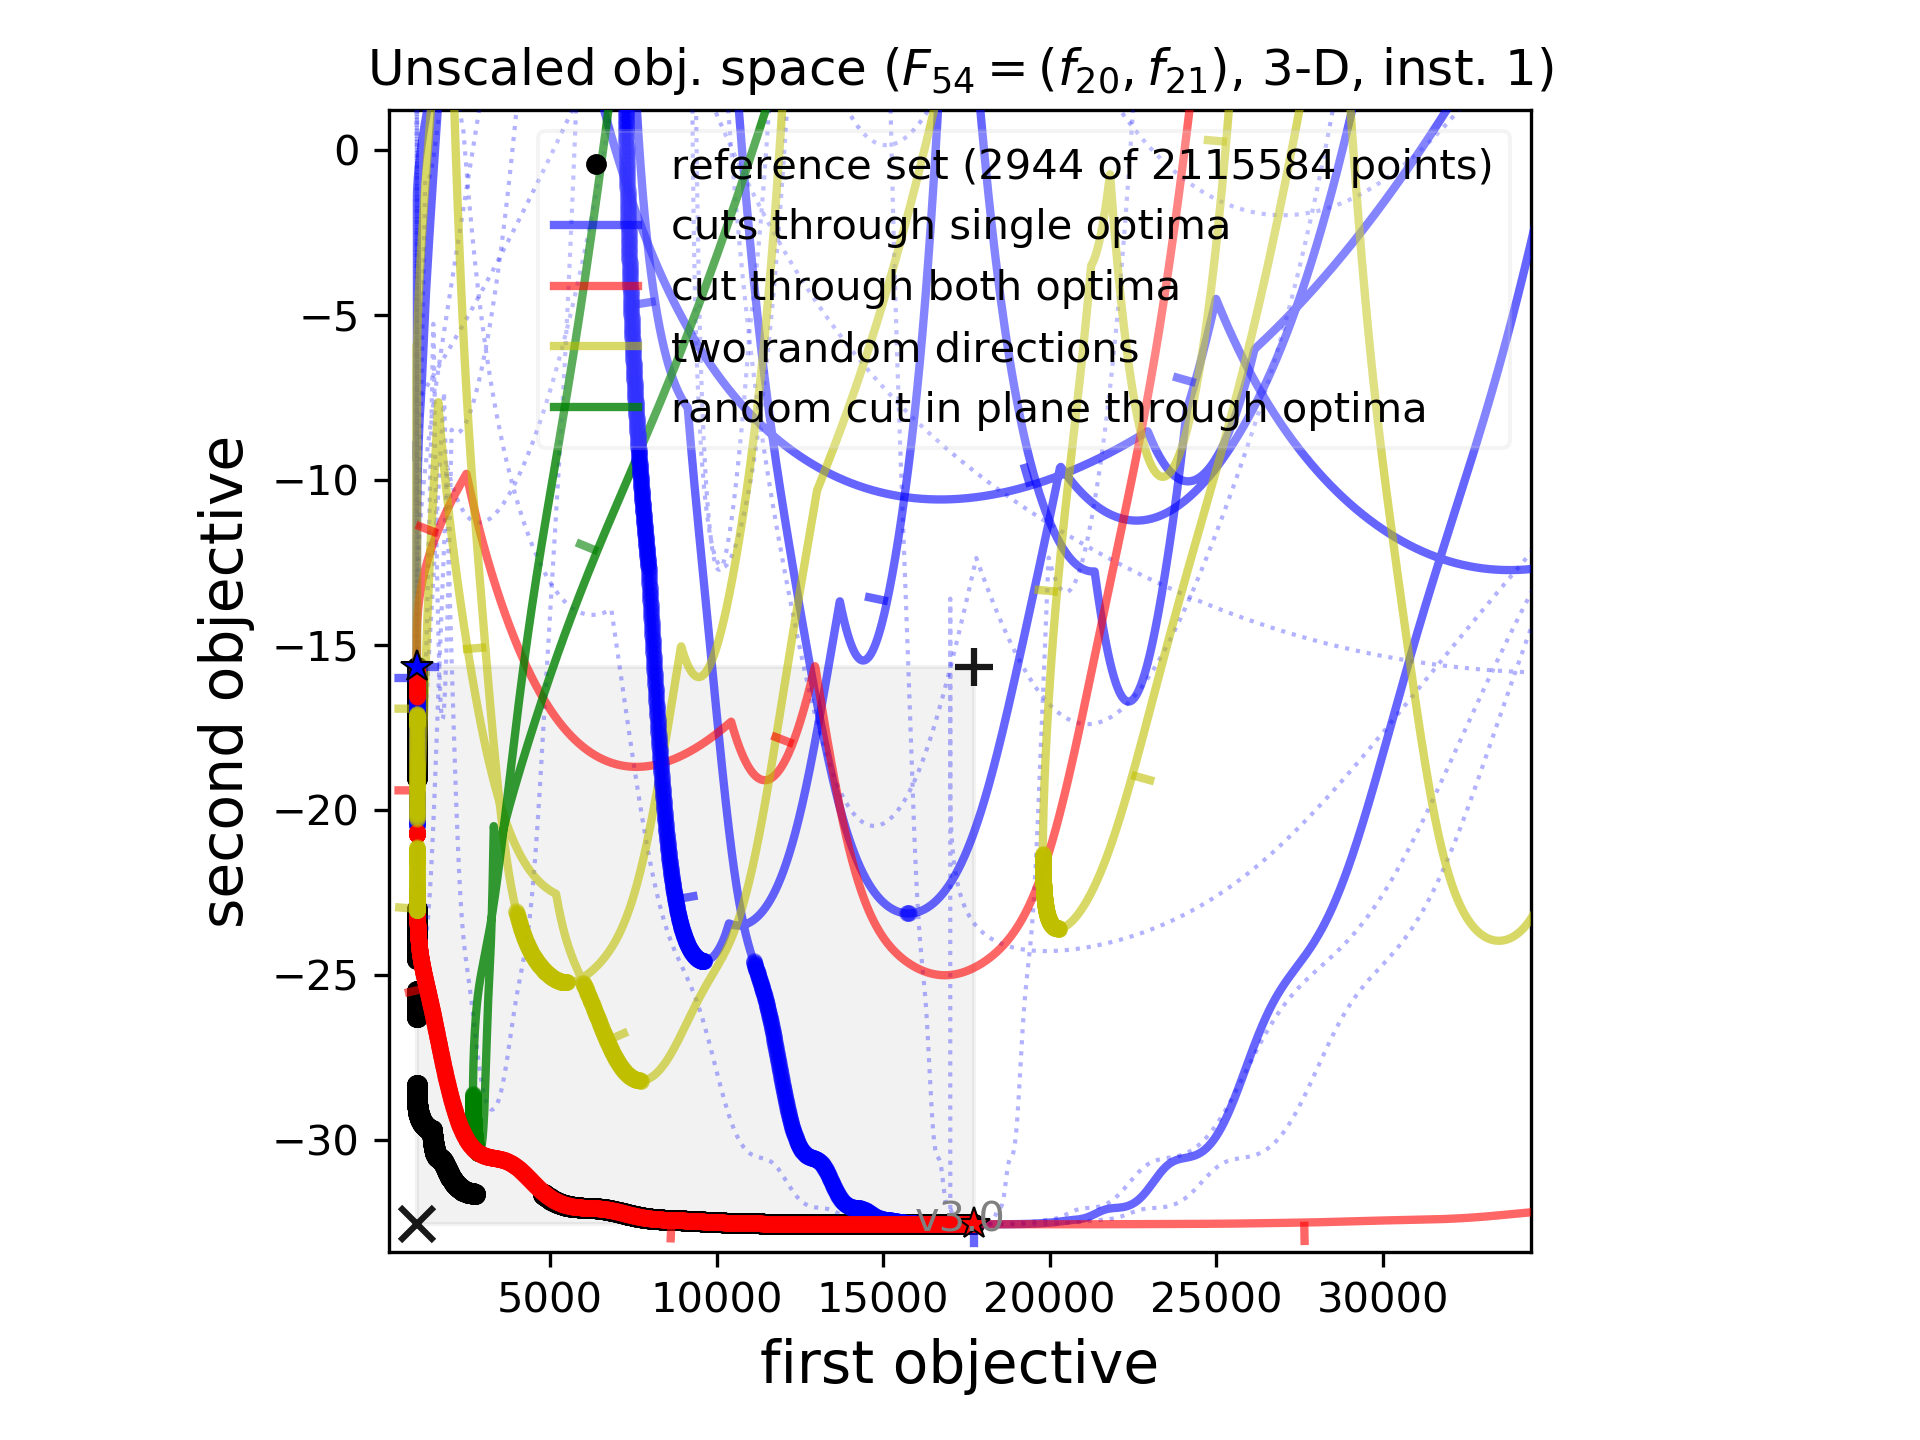 Unscaled obj. space (F54 = (f20, f21), 3-D, inst. 1)
reference set (2944 of 2115584 points)
cuts through single optima
cut through both optima
two random directions
random cut in plane through optima
0
−5
−10
−15
−20
−25
−30
second objective
v3.0
5000 10000 15000 20000 25000 30000
first objective